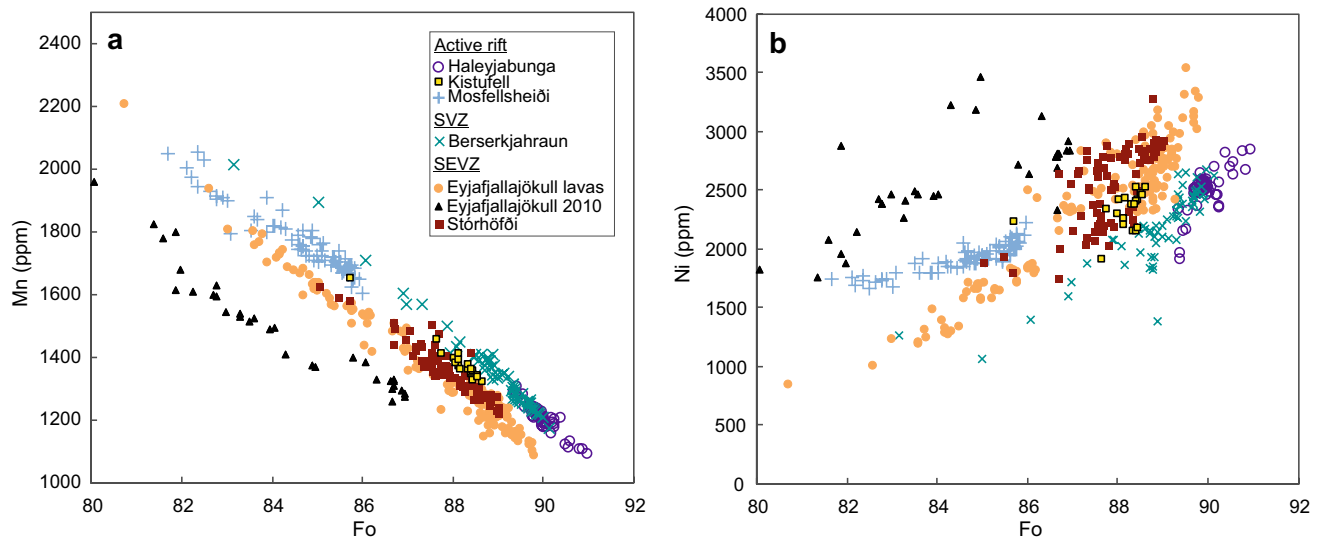 a
2400
2200
2000
1800
1600
1400
1200
1000
Mn (ppm)
80
82
84
86
88
90
92
Fo
Active rift
Haleyjabunga
Kistufell
Mosfellsheiði
SVZ
Berserkjahraun
SEVZ
Eyjafjallajökull lavas
Eyjafjallajökull 2010
Stórhöfði
b
4000
3500
3000
2500
2000
1500
1000
500
0
Ni (ppm)
80
82
84
86
88
90
92
Fo